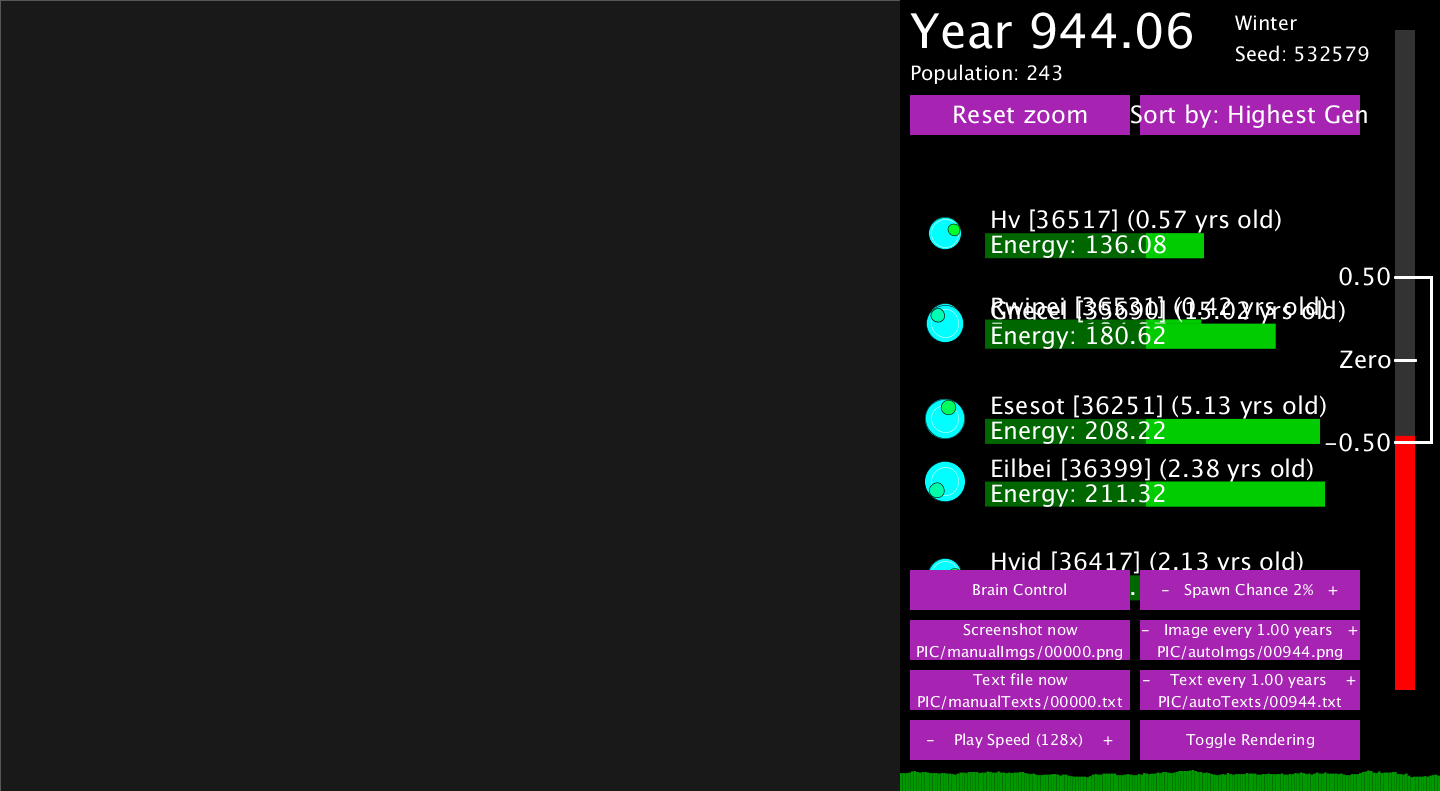 Year 944.06
Winter
Seed: 532579
Population: 243
Reset zoom
Sort by: Highest Gen
Hv [36517] (0.57 yrs old)
Energy: 136.08
0.50
[35690] (15.02 yrs old)
Energy: 180.62
Zero
Esesot [36251] (5.13 yrs old)
Energy: 208.22
-0.50
Eilbei [36399] (2.38 yrs old)
Energy: 211.32
Hvid [36417] (2.13 yrs old)
Brain Control
- Spawn Chance 2% +
Screenshot now
PIC/manualImgs/00000.png
- Image every 1.00 years +
PIC/autoImgs/00944.png
Text file now
PIC/manualTexts/00000.txt
- Text every 1.00 years +
PIC/autoTexts/00944.txt
- Play Speed (128x) +
Toggle Rendering